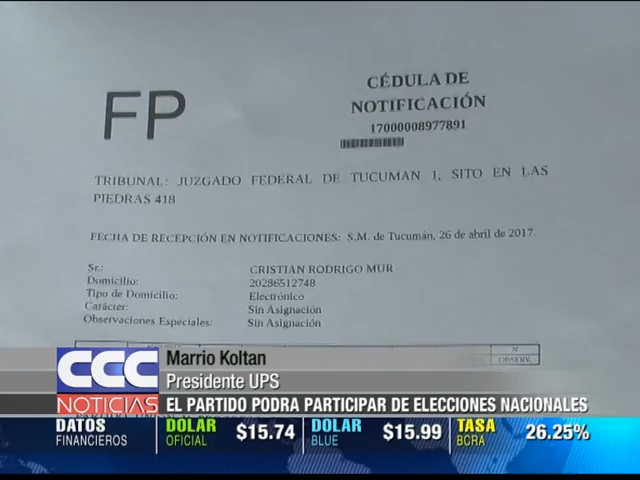 FP
CÉDULA DE
NOTIFICACIÓN
17000008977891
TRIBUNAL: JUZGADO FEDERAL DE TUCUMAN 1, SITO EN LAS
PIEDRAS 418
FECHA DE RECEPCIÓN EN NOTIFICACIONES: S.M. de Tucumán, 26 de abril de 2017.
Sr.: CRISTIAN RODRIGO MUR
Domicilio: 20286512748
Tipo de Domicilio: Electrónico
Carácter: Sin Asignación
Observaciones Especiales: Sin Asignación
N
OBSERV.
CCC
NOTICIAS
Marrio Koltan
Presidente UPS
EL PARTIDO PODRA PARTICIPAR DE ELECCIONES NACIONALES
DATOS FINANCIEROS
DOLAR OFICIAL $15.74
DOLAR BLUE $15.99
TASA BCRA 26.25%